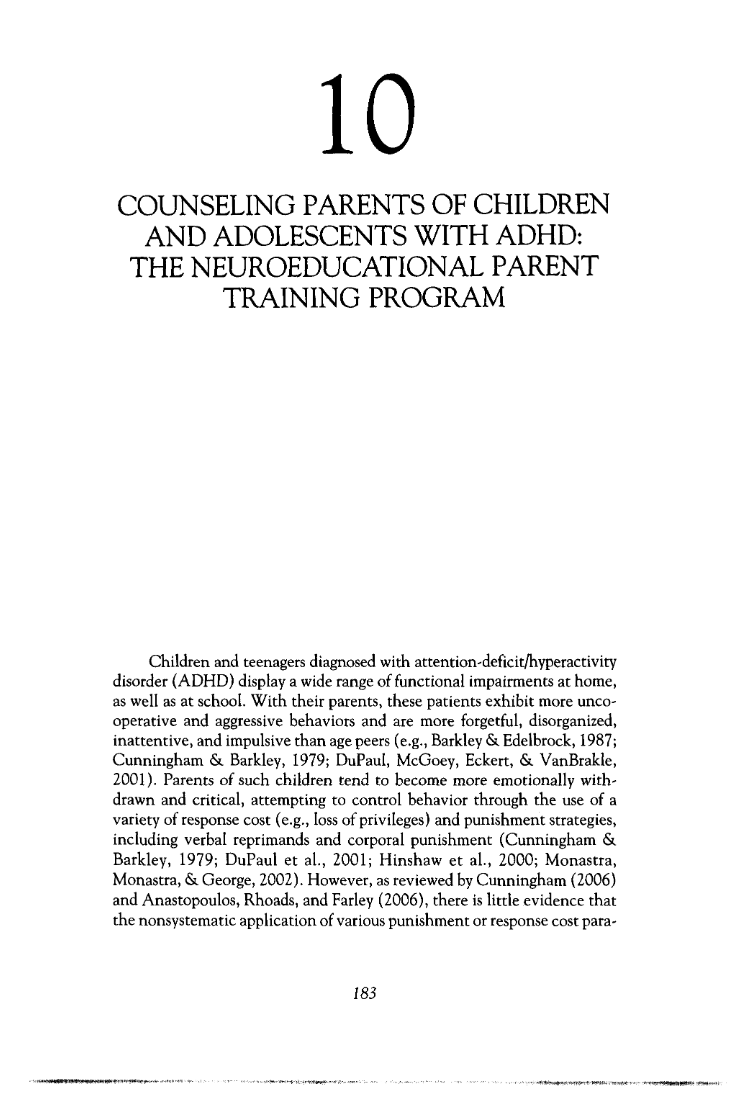 10
COUNSELING PARENTS OF CHILDREN
AND ADOLESCENTS WITH ADHD:
THE NEUROEDUCATIONAL PARENT
TRAINING PROGRAM
Children and teenagers diagnosed with attention-deficit/hyperactivity
disorder (ADHD) display a wide range of functional impairments at home,
as well as at school. With their parents, these patients exhibit more unco-
operative and aggressive behaviors and are more forgetful, disorganized,
inattentive, and impulsive than age peers (e.g., Barkley & Edelbrock, 1987;
Cunningham & Barkley, 1979; DuPaul, McGoey, Eckert, & VanBrakle,
2001). Parents of such children tend to become more emotionally with-
drawn and critical, attempting to control behavior through the use of a
variety of response cost (e.g., loss of privileges) and punishment strategies,
including verbal reprimands and corporal punishment (Cunningham &
Barkley, 1979; DuPaul et al., 2001; Hinshaw et al., 2000; Monastra,
Monastra, & George, 2002). However, as reviewed by Cunningham (2006)
and Anastopoulos, Rhoads, and Farley (2006), there is little evidence that
the nonsystematic application of various punishment or response cost para-
183